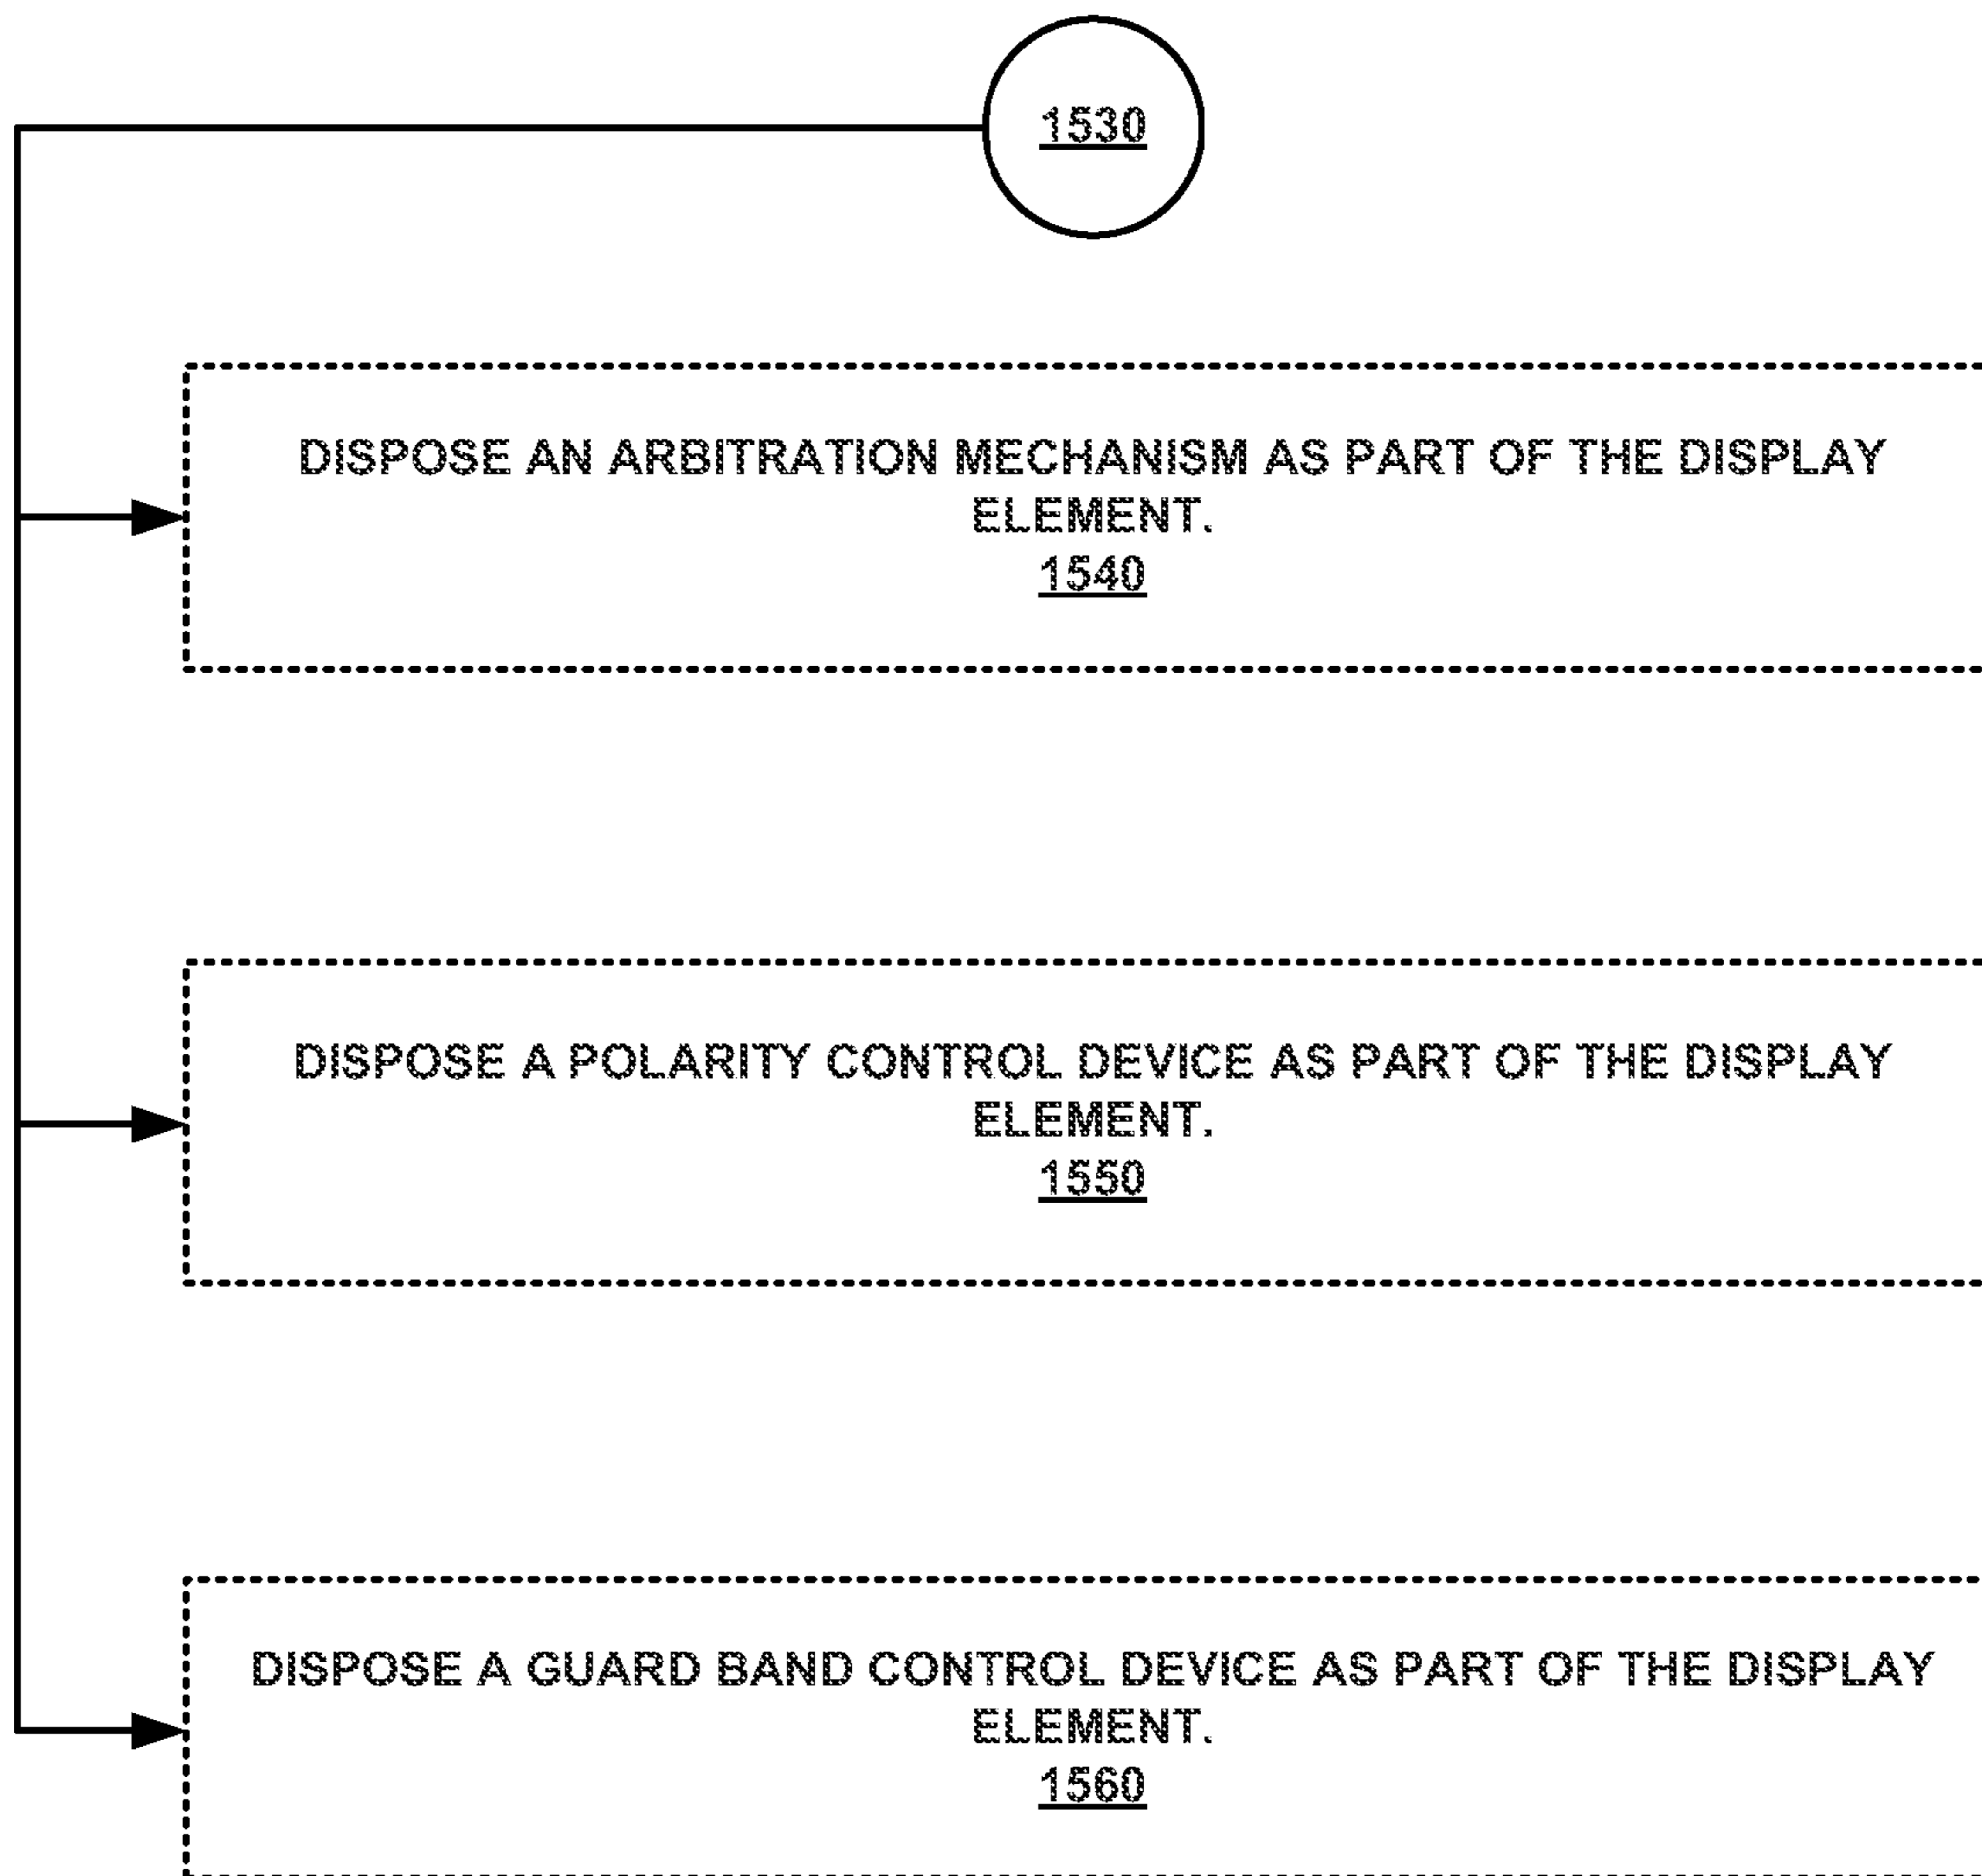 1530
DISPOSE AN ARBITRATION MECHANISM AS PART OF THE DISPLAY
ELEMENT.
1540
DISPOSE A POLARITY CONTROL DEVICE AS PART OF THE DISPLAY
ELEMENT.
1550
DISPOSE A GUARD BAND CONTROL DEVICE AS PART OF THE DISPLAY
ELEMENT.
1560